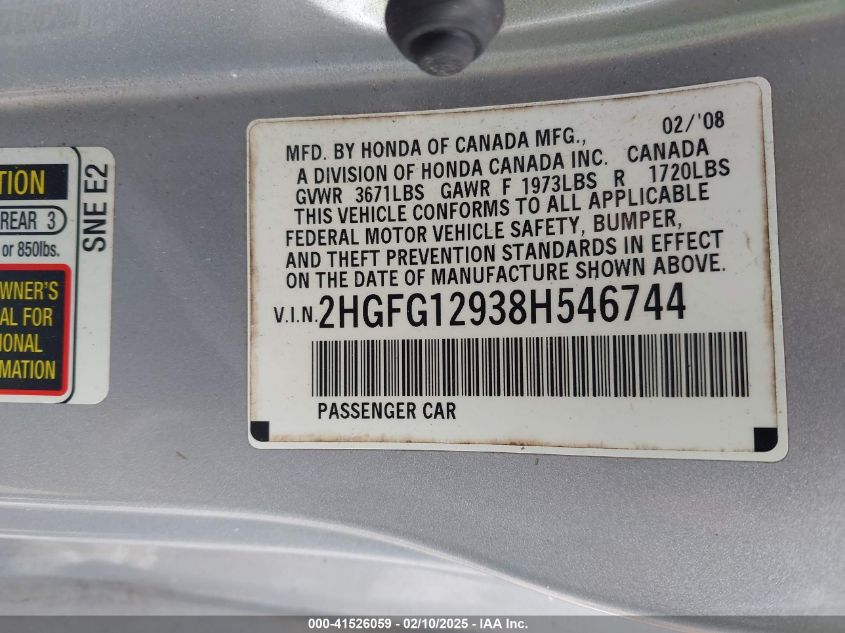 TION
REAR 3
or 850lbs.
WNER'S
AL FOR
IONAL
MATION
SNE E2
MFD. BY HONDA OF CANADA MFG., 02/'08
A DIVISION OF HONDA CANADA INC. CANADA
GVWR 3671LBS GAWR F 1973LBS R 1720LBS
THIS VEHICLE CONFORMS TO ALL APPLICABLE
FEDERAL MOTOR VEHICLE SAFETY, BUMPER,
AND THEFT PREVENTION STANDARDS IN EFFECT
ON THE DATE OF MANUFACTURE SHOWN ABOVE.
V.I.N. 2HGFG12938H546744
PASSENGER CAR
000-41526059 - 02/10/2025 - IAA Inc.